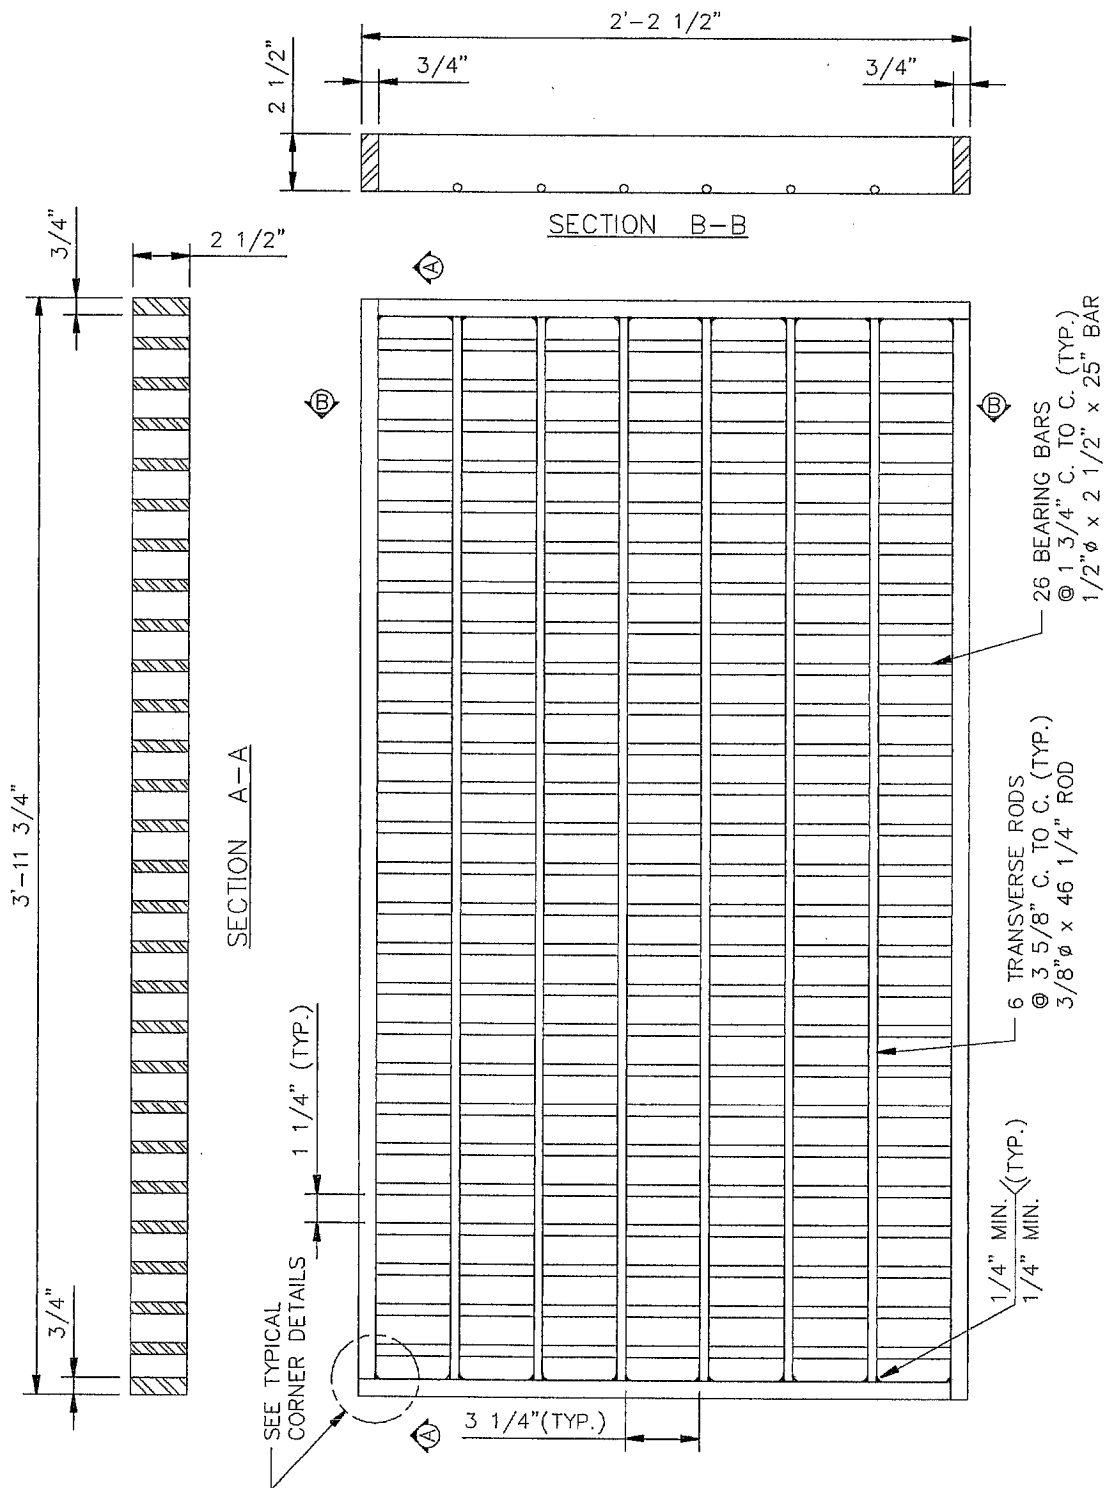 2'-2 1/2"
3/4"
3/4"
2 1/2"
SECTION B-B
3/4"
2 1/2"
A
3'-11 3/4"
B
B
SECTION A-A
26 BEARING BARS
@ 1 3/4" C. TO C. (TYP.)
1/2"ø x 2 1/2" x 25" BAR
6 TRANSVERSE RODS
@ 3 5/8" C. TO C. (TYP.)
3/8"ø x 46 1/4" ROD
1 1/4" (TYP.)
3/4"
SEE TYPICAL
CORNER DETAILS
1/4" MIN.
1/4" MIN.
(TYP.)
A
3 1/4"(TYP.)